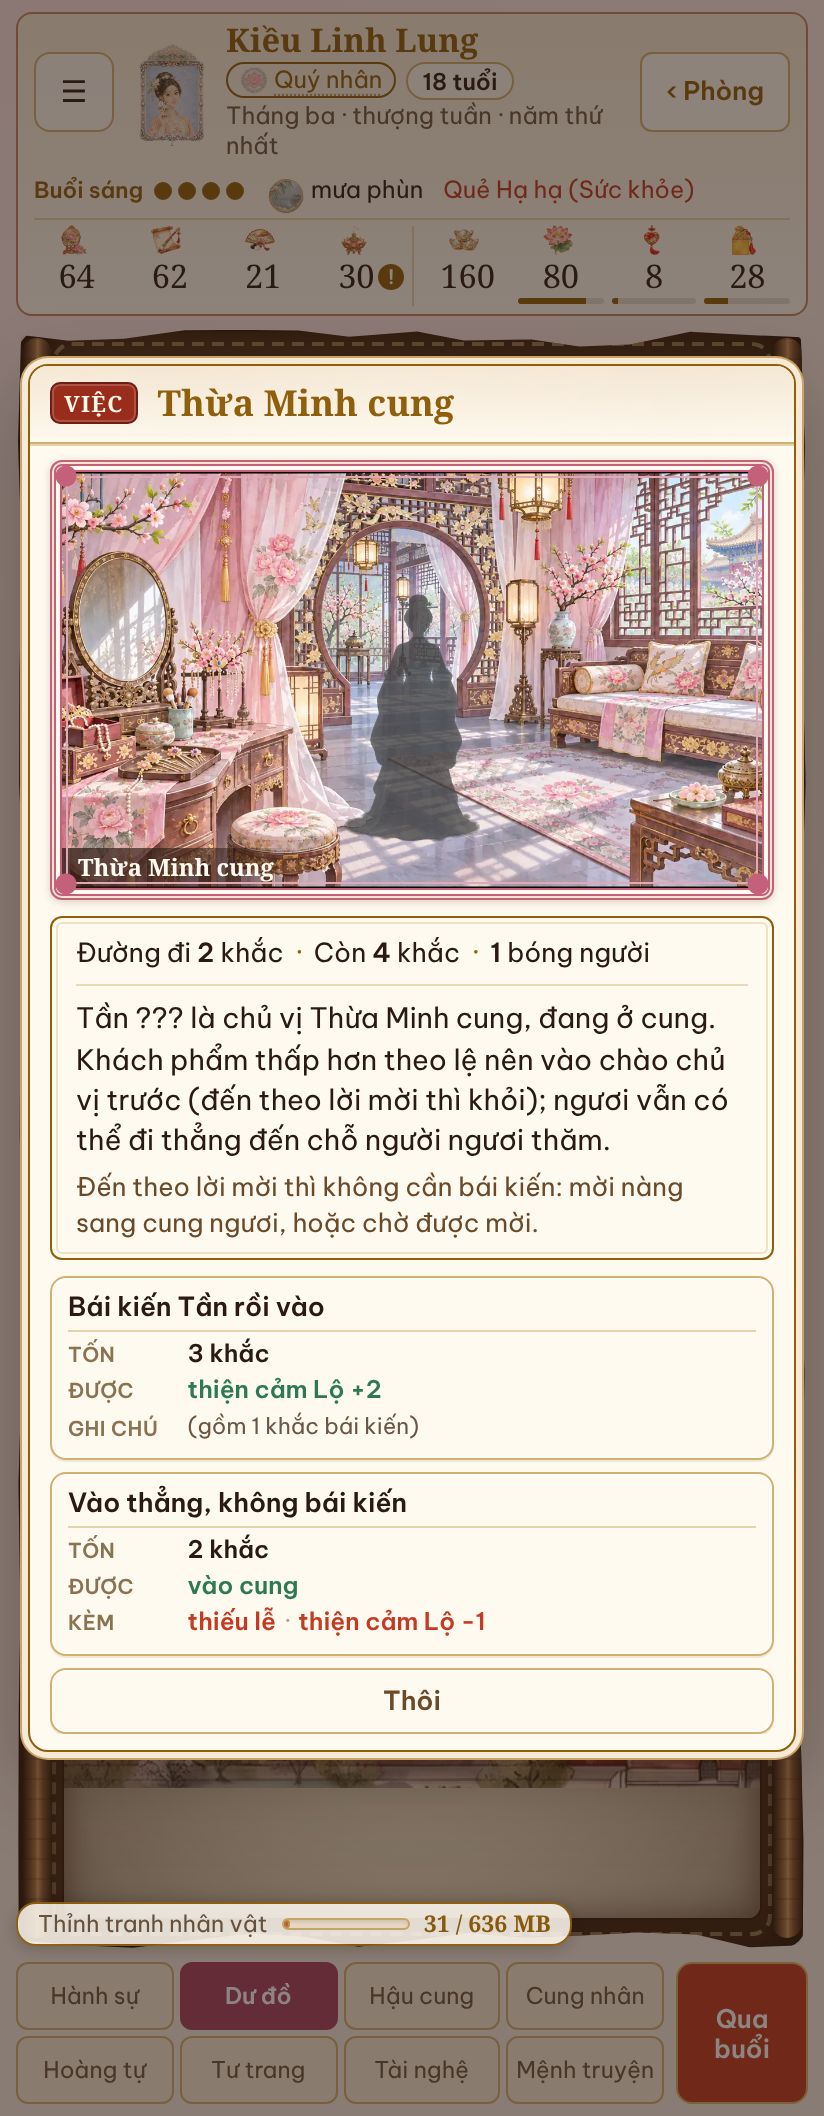 Kiều Linh Lung
☰
Quý nhân
18 tuổi
‹ Phòng
Tháng ba · thượng tuần · năm thứ
nhất
Buổi sáng
mưa phùn
Quẻ Hạ hạ (Sức khỏe)
64
62
21
30
!
160
80
8
28
VIỆC
Thừa Minh cung
Thừa Minh cung
Đường đi 2 khắc · Còn 4 khắc · 1 bóng người
Tần ??? là chủ vị Thừa Minh cung, đang ở cung.
Khách phẩm thấp hơn theo lệ nên vào chào chủ
vị trước (đến theo lời mời thì khỏi); ngươi vẫn có
thể đi thẳng đến chỗ người ngươi thăm.
Đến theo lời mời thì không cần bái kiến: mời nàng
sang cung ngươi, hoặc chờ được mời.
Bái kiến Tần rồi vào
TỐN 3 khắc
ĐƯỢC thiện cảm Lộ +2
GHI CHÚ (gồm 1 khắc bái kiến)
Vào thẳng, không bái kiến
TỐN 2 khắc
ĐƯỢC vào cung
KÈM thiếu lễ · thiện cảm Lộ -1
Thôi
Thỉnh tranh nhân vật 31 / 636 MB
Hành sự
Dư đồ
Hậu cung
Cung nhân
Qua
buổi
Hoàng tự
Tư trang
Tài nghệ
Mệnh truyện